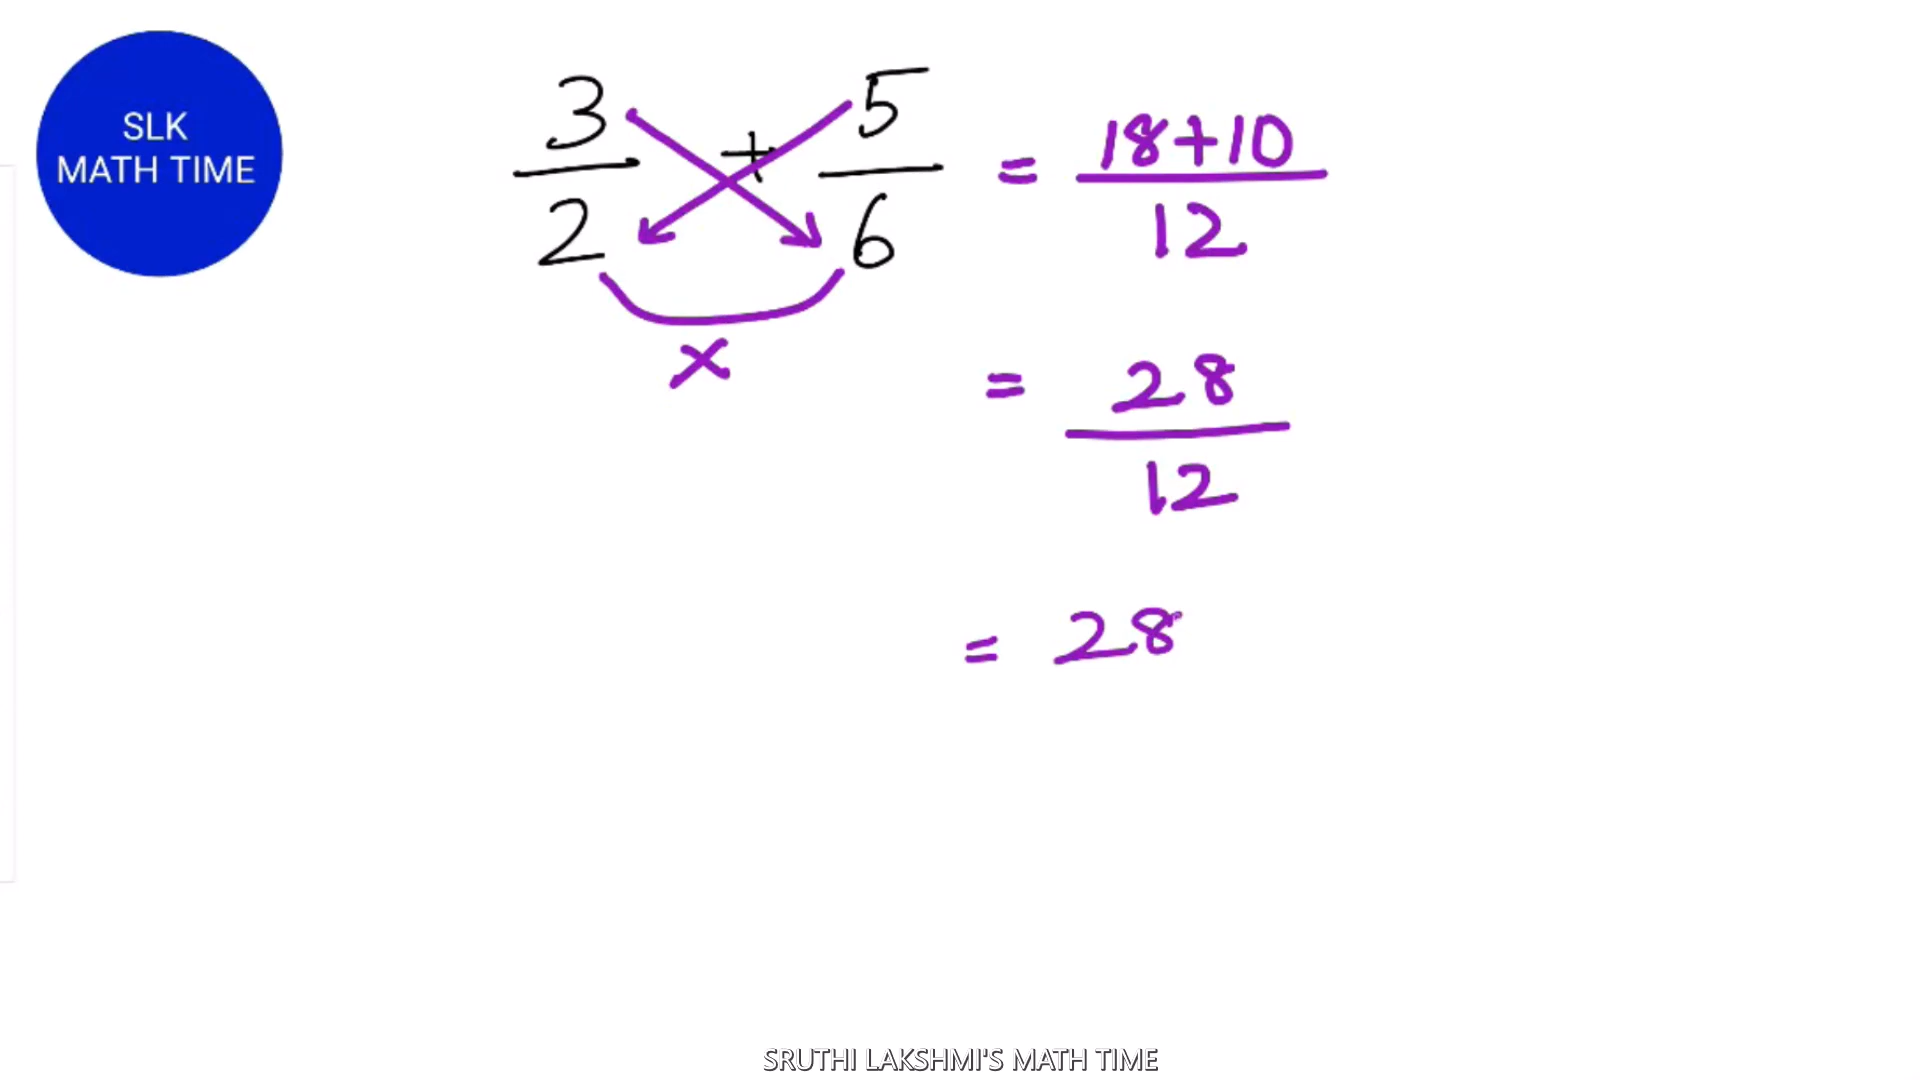 SLK
MATH TIME
3/2 + 5/6 = 18+10/12
x
= 28/12
= 28
SRUTHI LAKSHMI'S MATH TIME